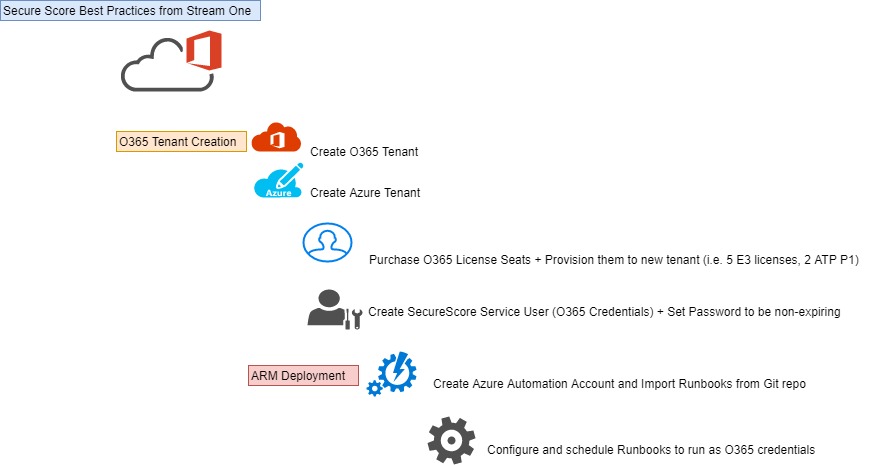 Secure Score Best Practices from Stream One
O365 Tenant Creation
Create O365 Tenant
Azure
Create Azure Tenant
Purchase O365 License Seats + Provision them to new tenant (i.e. 5 E3 licenses, 2 ATP P1)
Create SecureScore Service User (O365 Credentials) + Set Password to be non-expiring
ARM Deployment
Create Azure Automation Account and Import Runbooks from Git repo
Configure and schedule Runbooks to run as O365 credentials